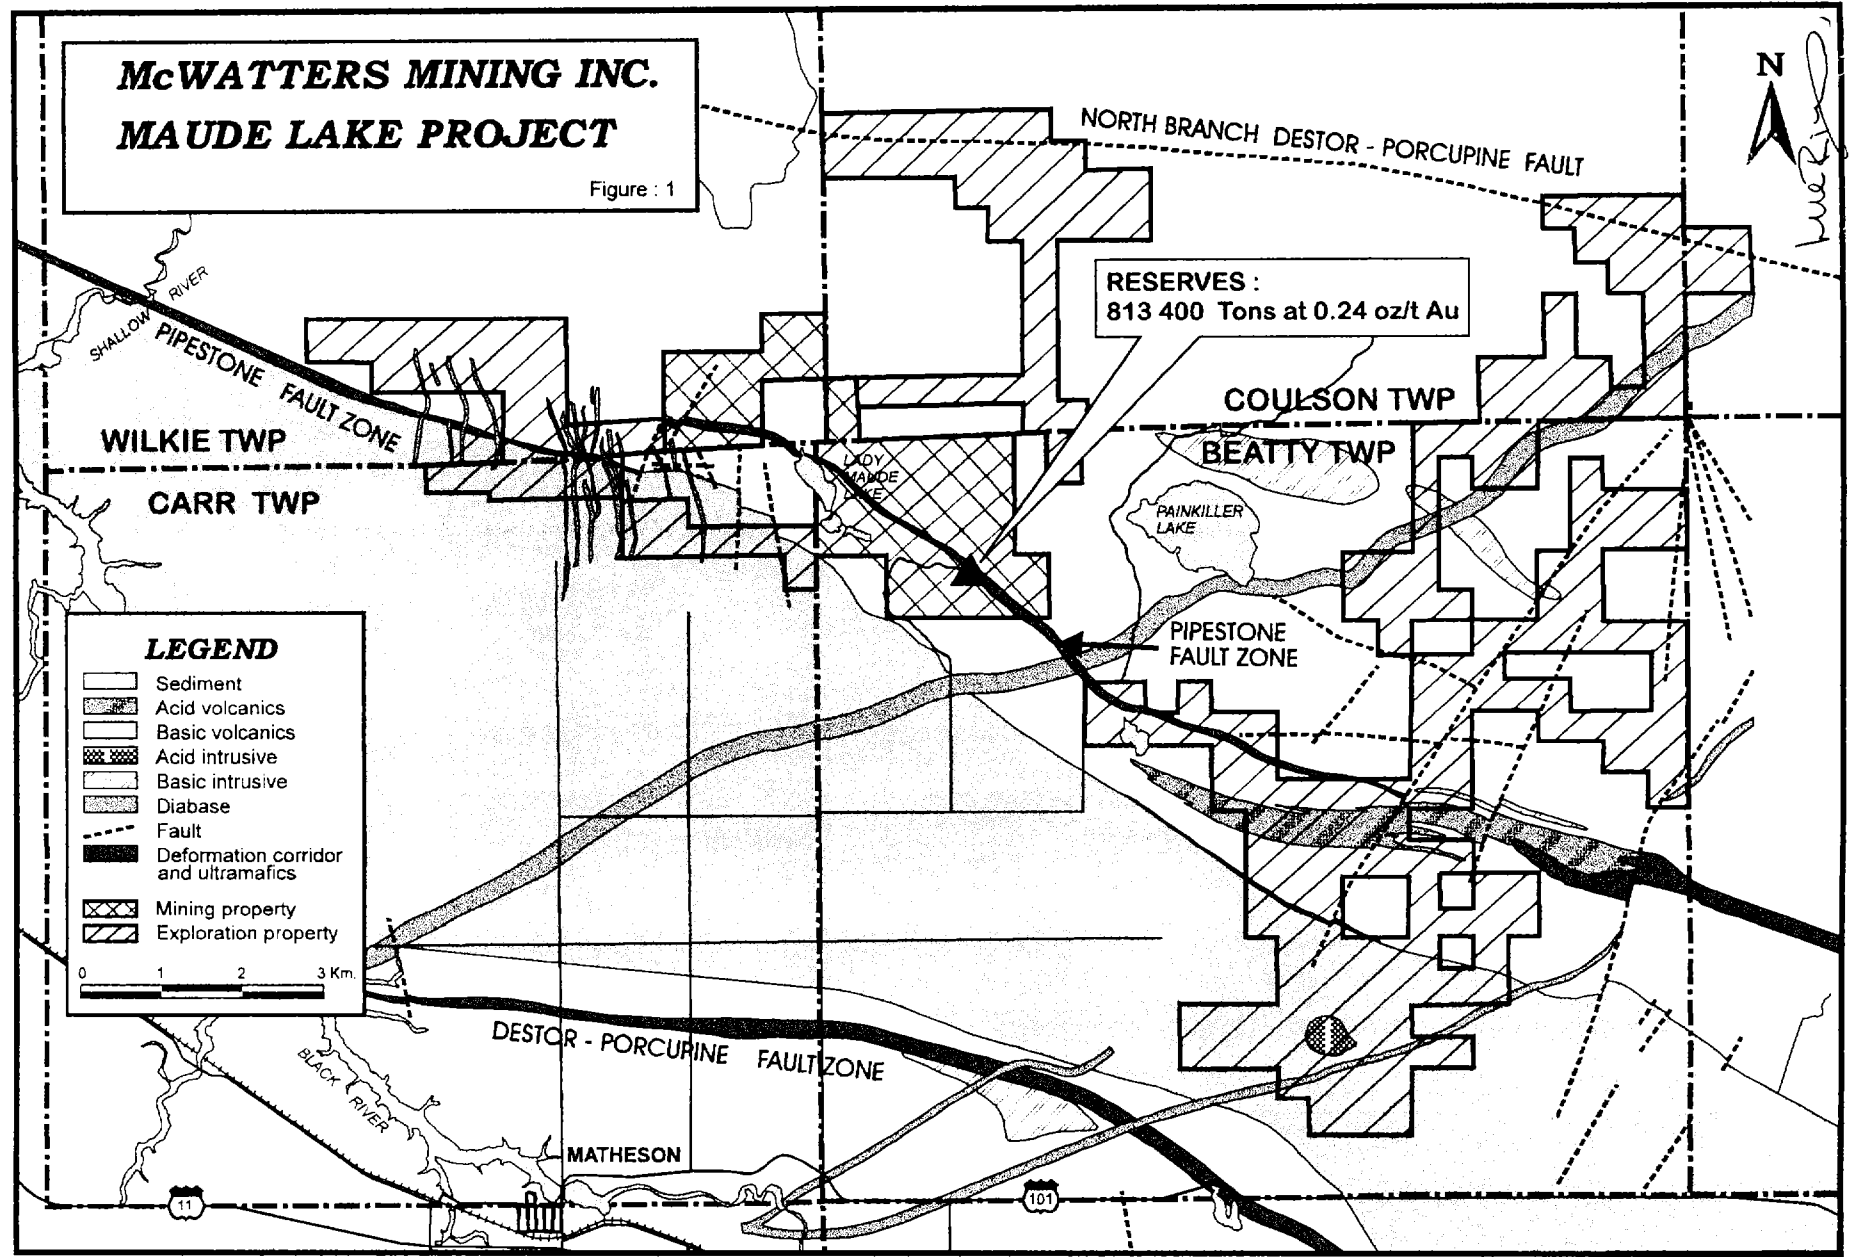 McWATTERS MINING INC.
MAUDE LAKE PROJECT
Figure : 1
N
NORTH BRANCH DESTOR - PORCUPINE FAULT
RESERVES :
813 400 Tons at 0.24 oz/t Au
SHALLOW RIVER
PIPESTONE FAULT ZONE
WILKIE TWP
CARR TWP
COULSON TWP
BEATTY TWP
LADY
MAUDE
LAKE
PAINKILLER
LAKE
PIPESTONE
FAULT ZONE
LEGEND
Sediment
Acid volcanics
Basic volcanics
Acid intrusive
Basic intrusive
Diabase
Fault
Deformation corridor
and ultramafics
Mining property
Exploration property
0 1 2 3 Km.
DESTOR - PORCUPINE FAULT ZONE
BLACK RIVER
MATHESON
11
101